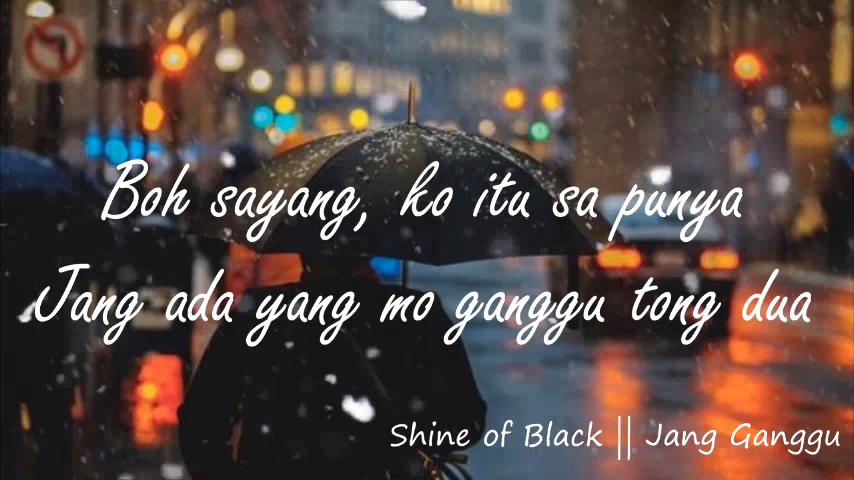 Boh sayang, ko itu sa punya
Jang ada yang mo ganggu tong dua
Shine of Black || Jang Ganggu